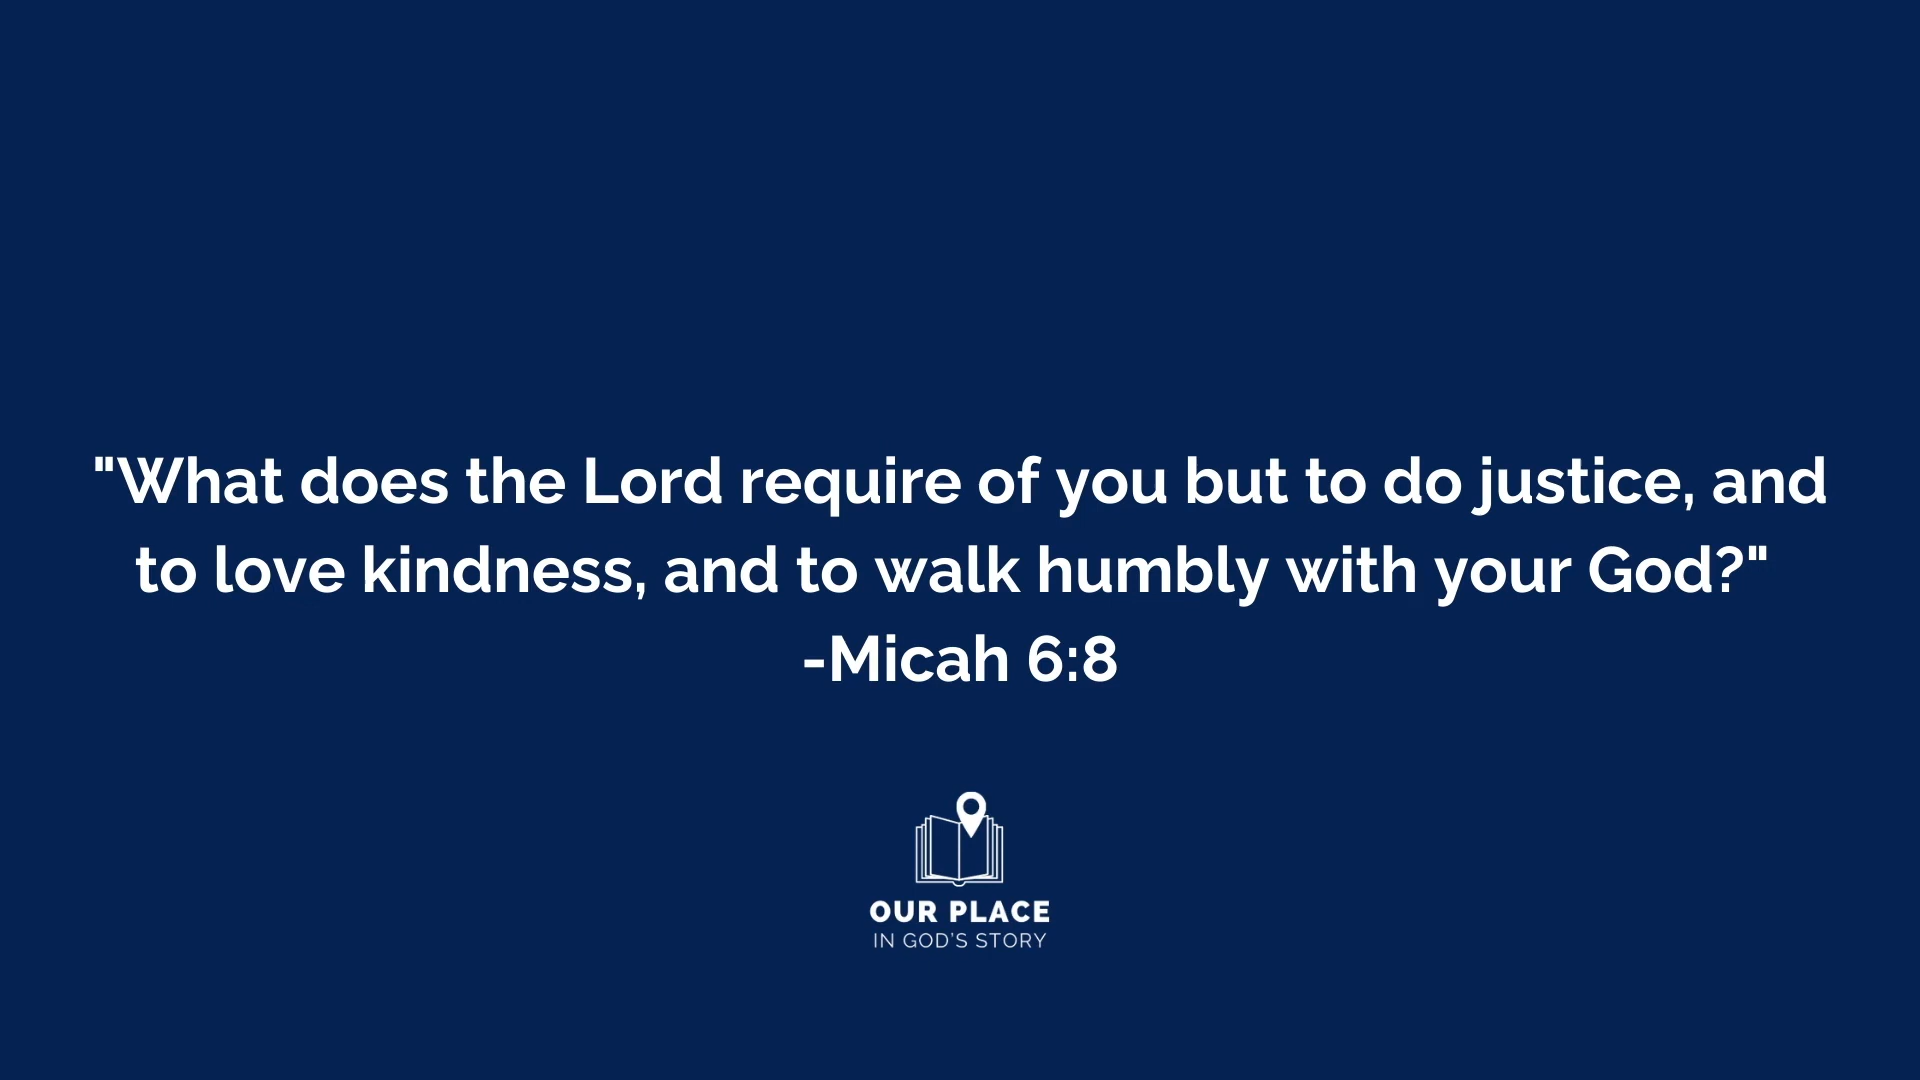 "What does the Lord require of you but to do justice, and
to love kindness, and to walk humbly with your God?"
-Micah 6:8
OUR PLACE
IN GOD'S STORY